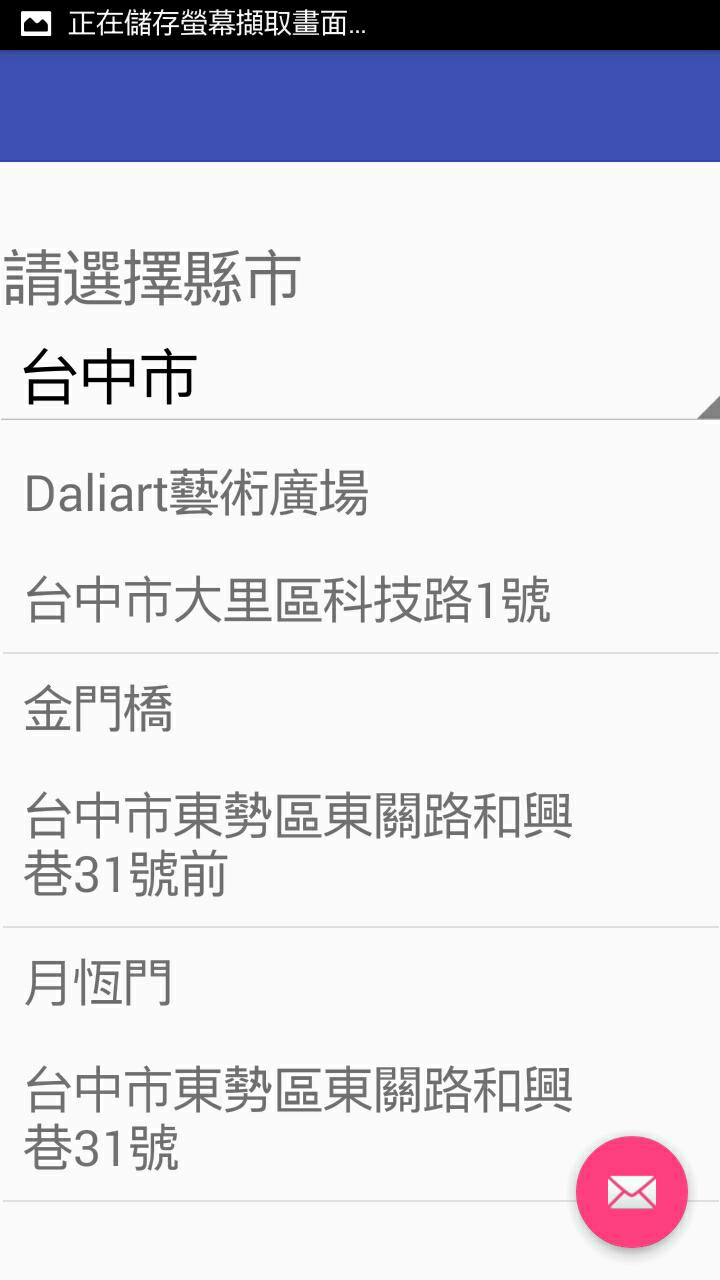 正在儲存螢幕擷取畫面...
請選擇縣市
台中市
Daliart藝術廣場
台中市大里區科技路1號
金門橋
台中市東勢區東關路和興
巷31號前
月恆門
台中市東勢區東關路和興
巷31號